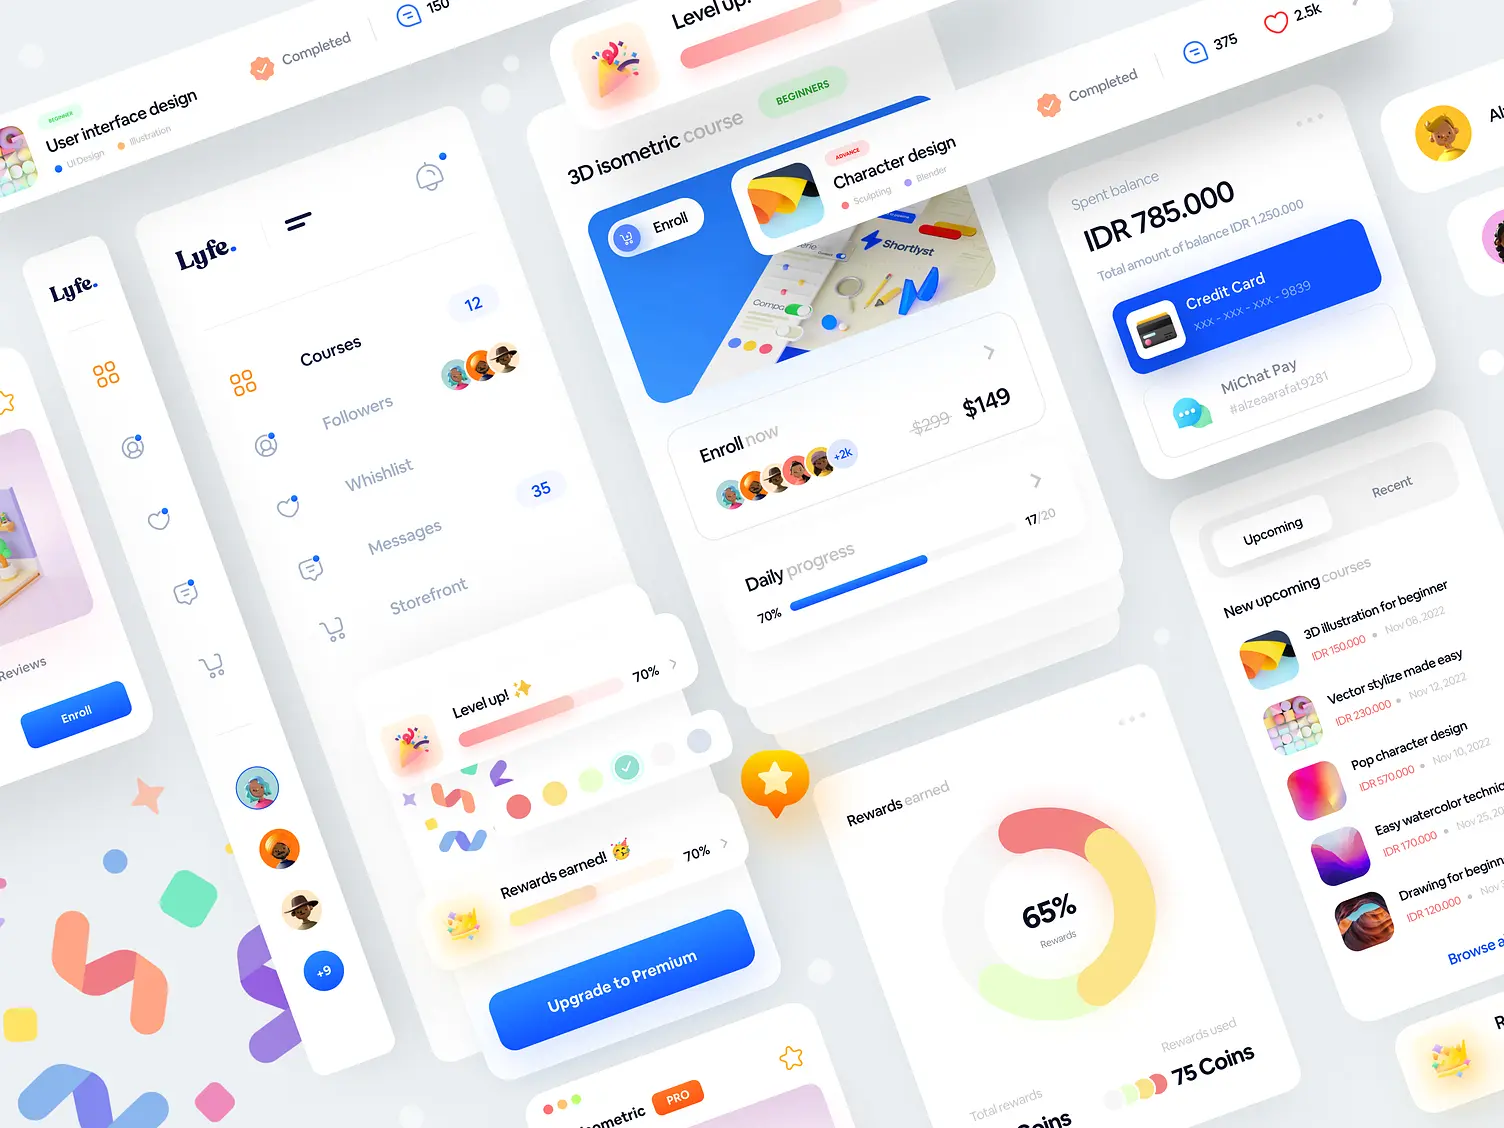 150
Completed
BEGINNER
User interface design
UI Design
Illustration
Level up!
2.5k
375
Completed
BEGINNERS
3D isometric course
ADVANCE
Character design
Sculpting
Blender
Enroll
Shortlyst
Lyfe.
Lyfe.
12
Courses
Followers
Whishlist
Messages
35
Storefront
Reviews
Enroll
+9
Enroll now
+2k
$299
$149
Daily progress
17/20
70%
Spent balance
IDR 785.000
Total amount of balance IDR 1.250.000
Credit Card
xxx - xxx - xxx - 9839
MiChat Pay
#alzeaarafat9281
Upcoming
Recent
New upcoming courses
3D illustration for beginner
IDR 150.000
Nov 08, 2022
Vector stylize made easy
IDR 230.000
Nov 12, 2022
Pop character design
IDR 570.000
Nov 10, 2022
Easy watercolor
IDR 170.000
Nov 25, 20
Drawing for
IDR 120.000
Browse
Level up!
70%
Rewards earned!
70%
Upgrade to Premium
Rewards earned
65%
Rewards
Rewards used
75 Coins
Total rewards
PRO